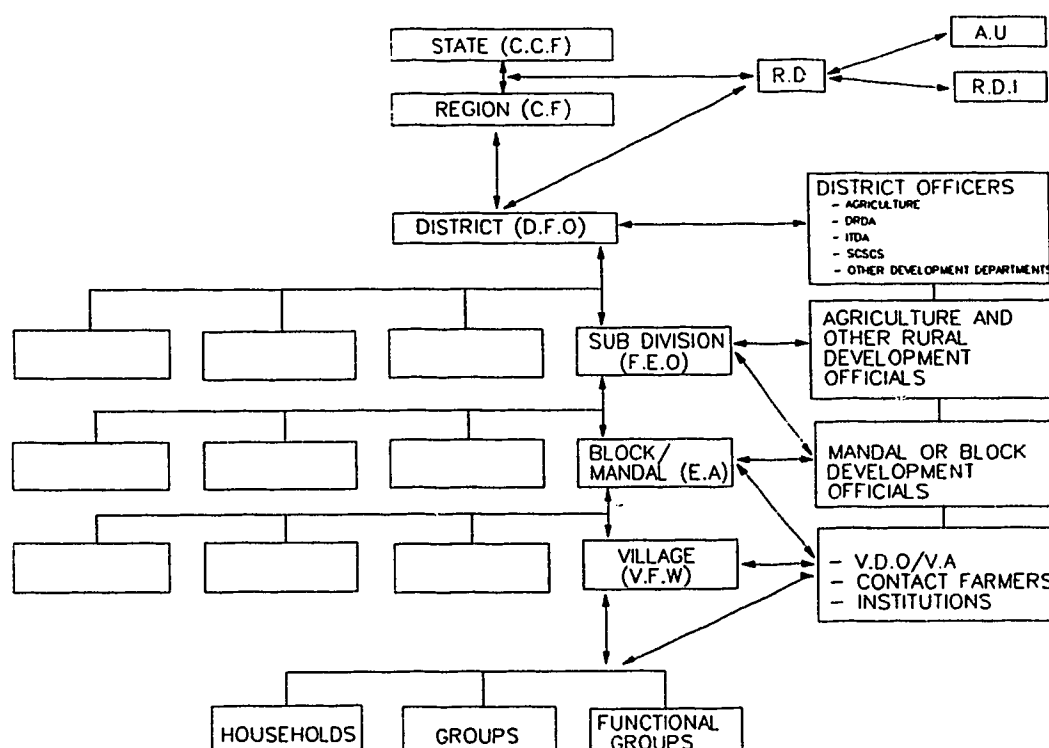 STATE (C.C.F)
A.U
R.D
R.D.I
REGION (C.F)
DISTRICT (D.F.O)
DISTRICT OFFICERS
- AGRICULTURE
- DRDA
- ITDA
- SCSCS
- OTHER DEVELOPMENT DEPARTMENTS
SUB DIVISION
(F.E.O)
AGRICULTURE AND
OTHER RURAL
DEVELOPMENT
OFFICIALS
BLOCK/
MANDAL (E.A)
MANDAL OR BLOCK
DEVELOPMENT
OFFICIALS
VILLAGE
(V.F.W)
- V.D.O/V.A
- CONTACT FARMERS
- INSTITUTIONS
HOUSEHOLDS
GROUPS
FUNCTIONAL
GROUPS